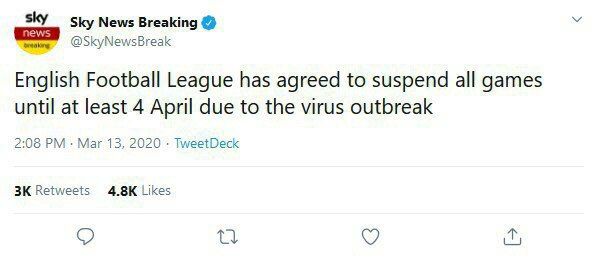 sky
news
breaking
Sky News Breaking
@SkyNewsBreak
English Football League has agreed to suspend all games
until at least 4 April due to the virus outbreak
2:08 PM · Mar 13, 2020 · TweetDeck
3K Retweets 4.8K Likes